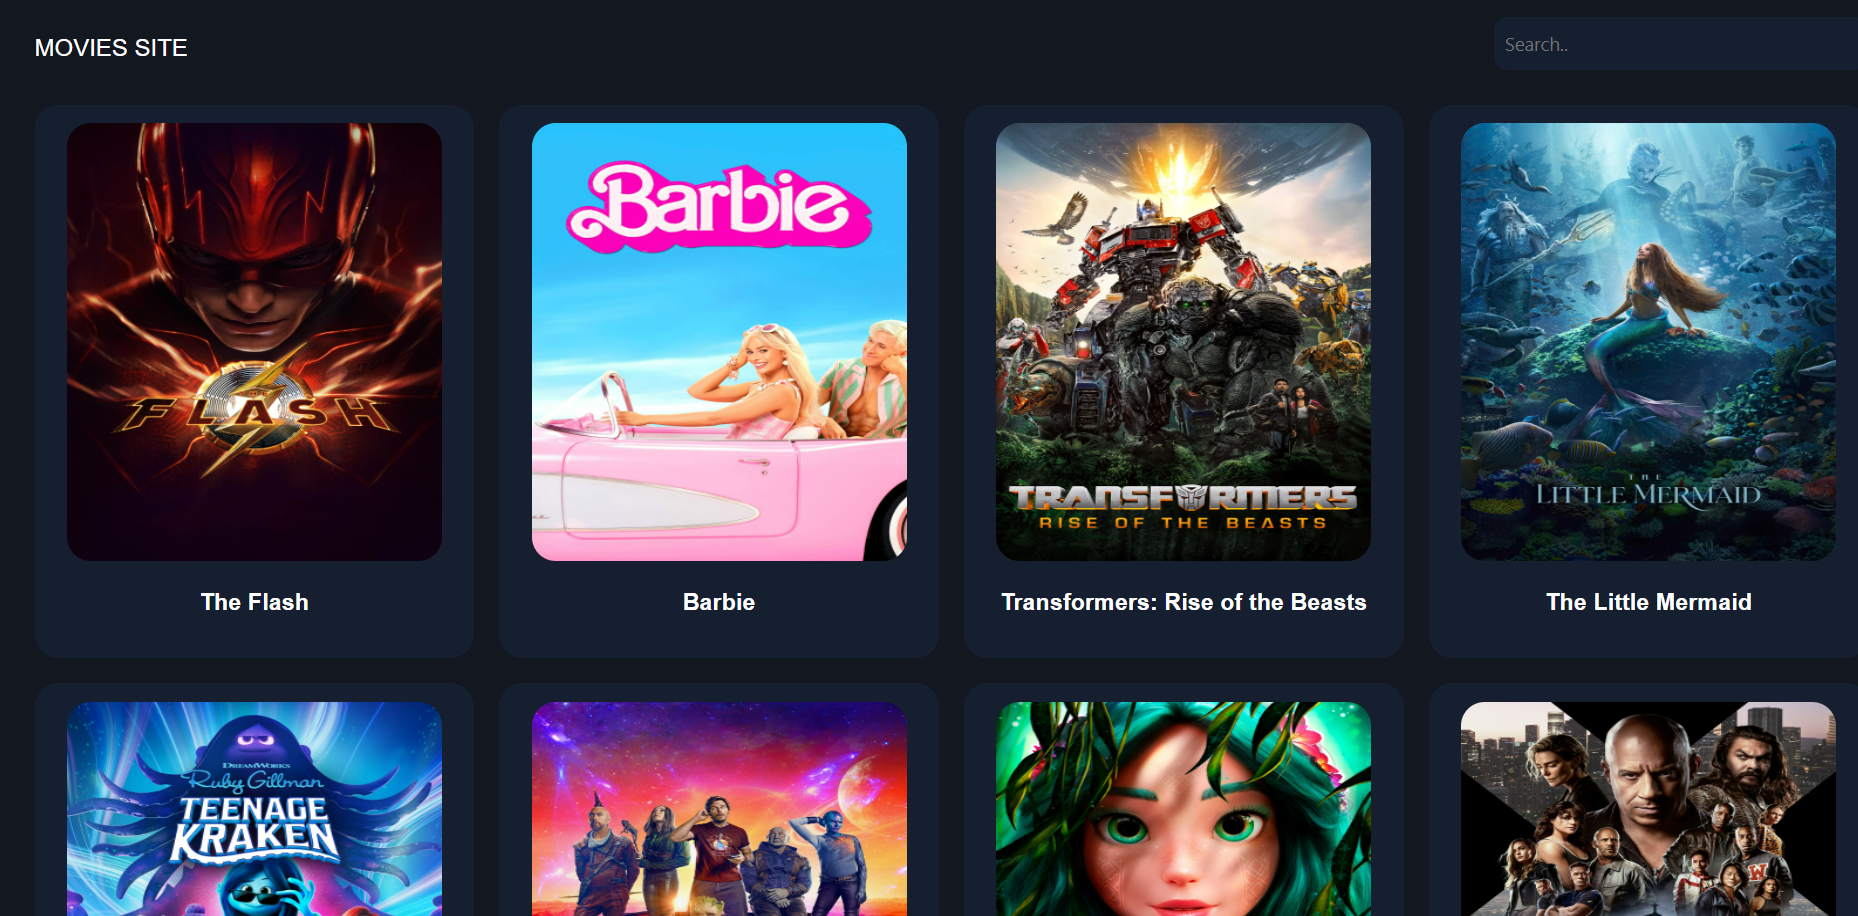 MOVIES SITE
Search..
FLASH
Barbie
TRANSFORMERS
RISE OF THE BEASTS
THE
LITTLE MERMAID
The Flash
Barbie
Transformers: Rise of the Beasts
The Little Mermaid
DREAMWORKS
Ruby Gillman
TEENAGE
KRAKEN
W